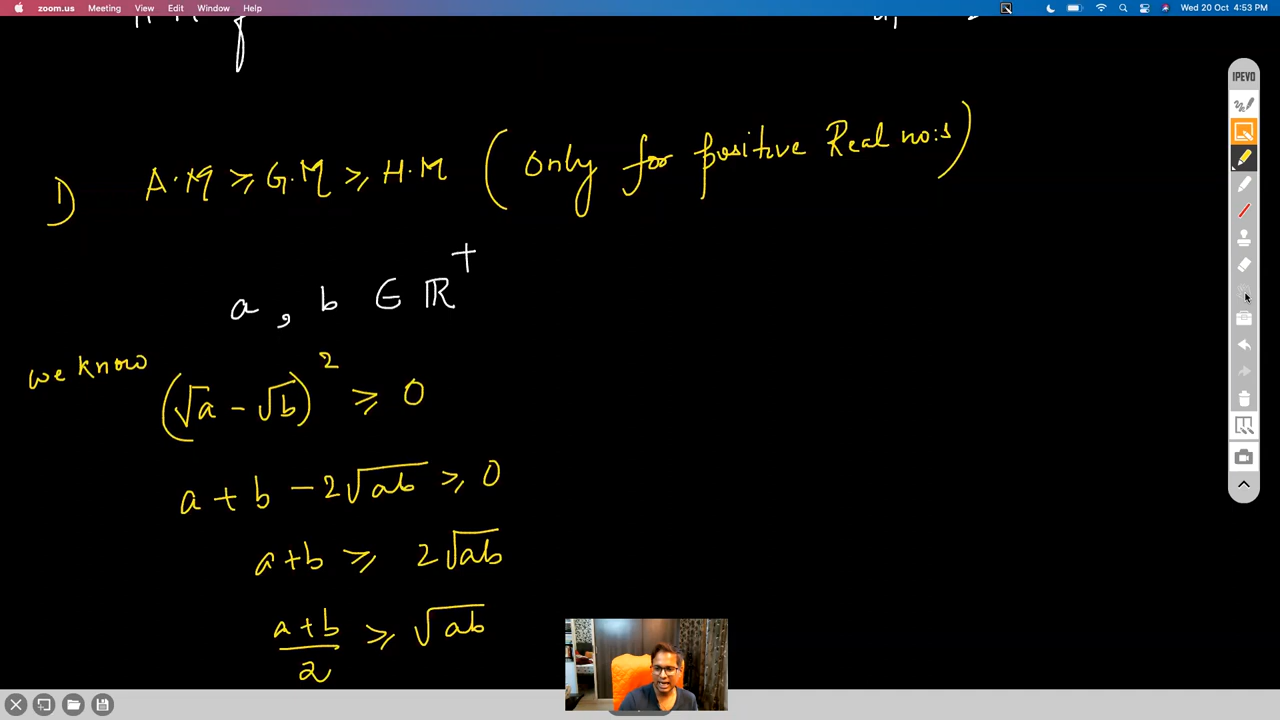 zoom.us Meeting View Edit Window Help Wed 20 Oct 4:53 PM
IPEVO
1) A.M ≥ G.M ≥ H.M (Only for positive Real no:s)
a, b ∈ ℝ⁺
we know (√a - √b)² ≥ 0
a + b - 2√ab ≥ 0
a+b ≥ 2√ab
a+b/2 ≥ √ab